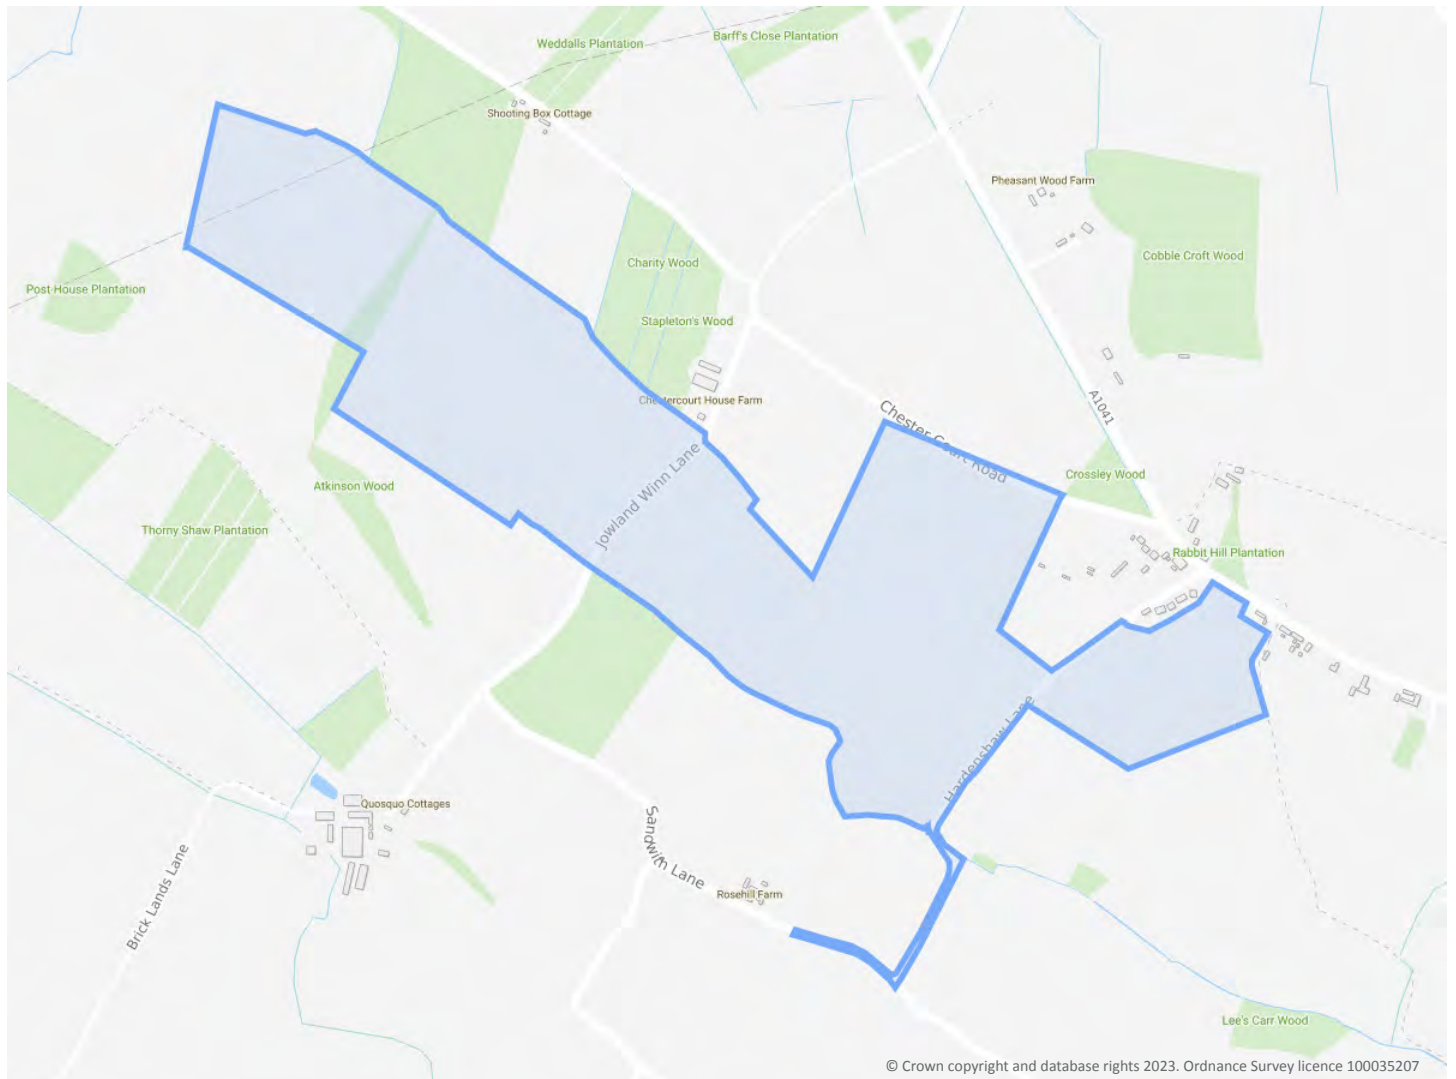 Weddalls Plantation
Barff's Close Plantation
Shooting Box Cottage
Pheasant Wood Farm
Charity Wood
Cobble Croft Wood
Post House Plantation
Stapleton's Wood
Chestercourt House Farm
A1041
Chester Court Road
Jowland Winn Lane
Crossley Wood
Atkinson Wood
Thorny Shaw Plantation
Rabbit Hill Plantation
Hardenshaw Lane
Quosquo Cottages
Sandwith Lane
Brick Lands Lane
Rosehill Farm
Lee's Carr Wood
© Crown copyright and database rights 2023. Ordnance Survey licence 100035207